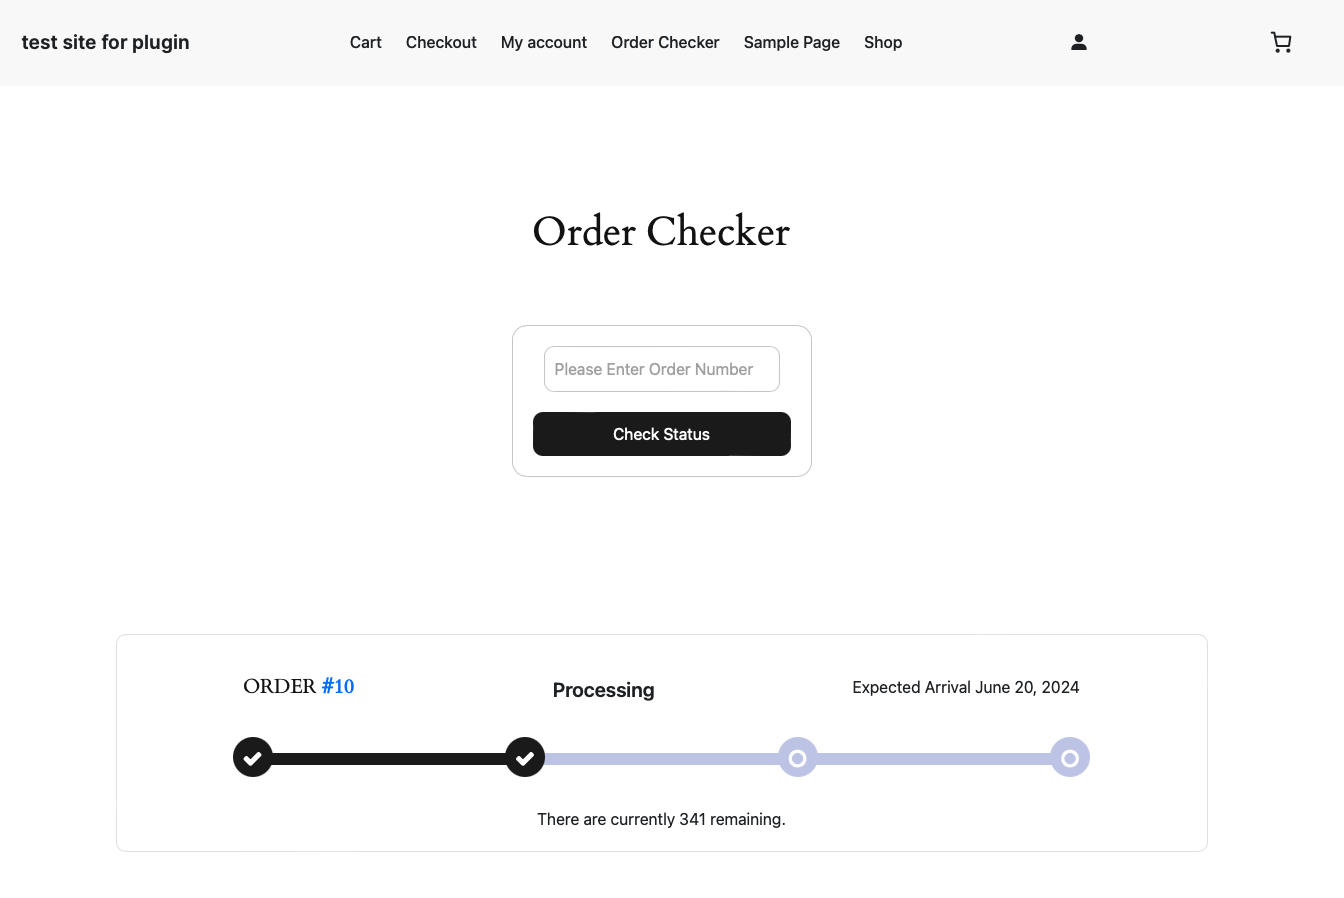 test site for plugin
Cart Checkout My account Order Checker Sample Page Shop
Order Checker
Please Enter Order Number
Check Status
ORDER #10
Processing
Expected Arrival June 20, 2024
There are currently 341 remaining.